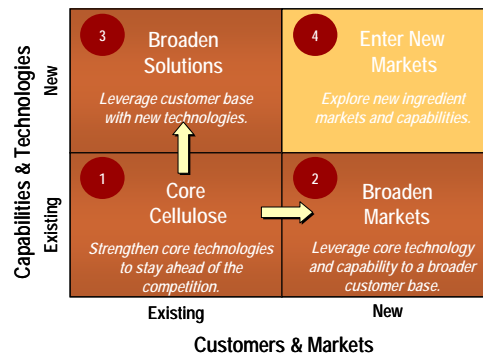 Capabilities & Technologies
New
Existing
3
Broaden
Solutions
Leverage customer base
with new technologies.
4
Enter New
Markets
Explore new ingredient
markets and capabilities.
1
Core
Cellulose
Strengthen core technologies
to stay ahead of the
competition.
2
Broaden
Markets
Leverage core technology
and capability to a broader
customer base.
Existing
New
Customers & Markets